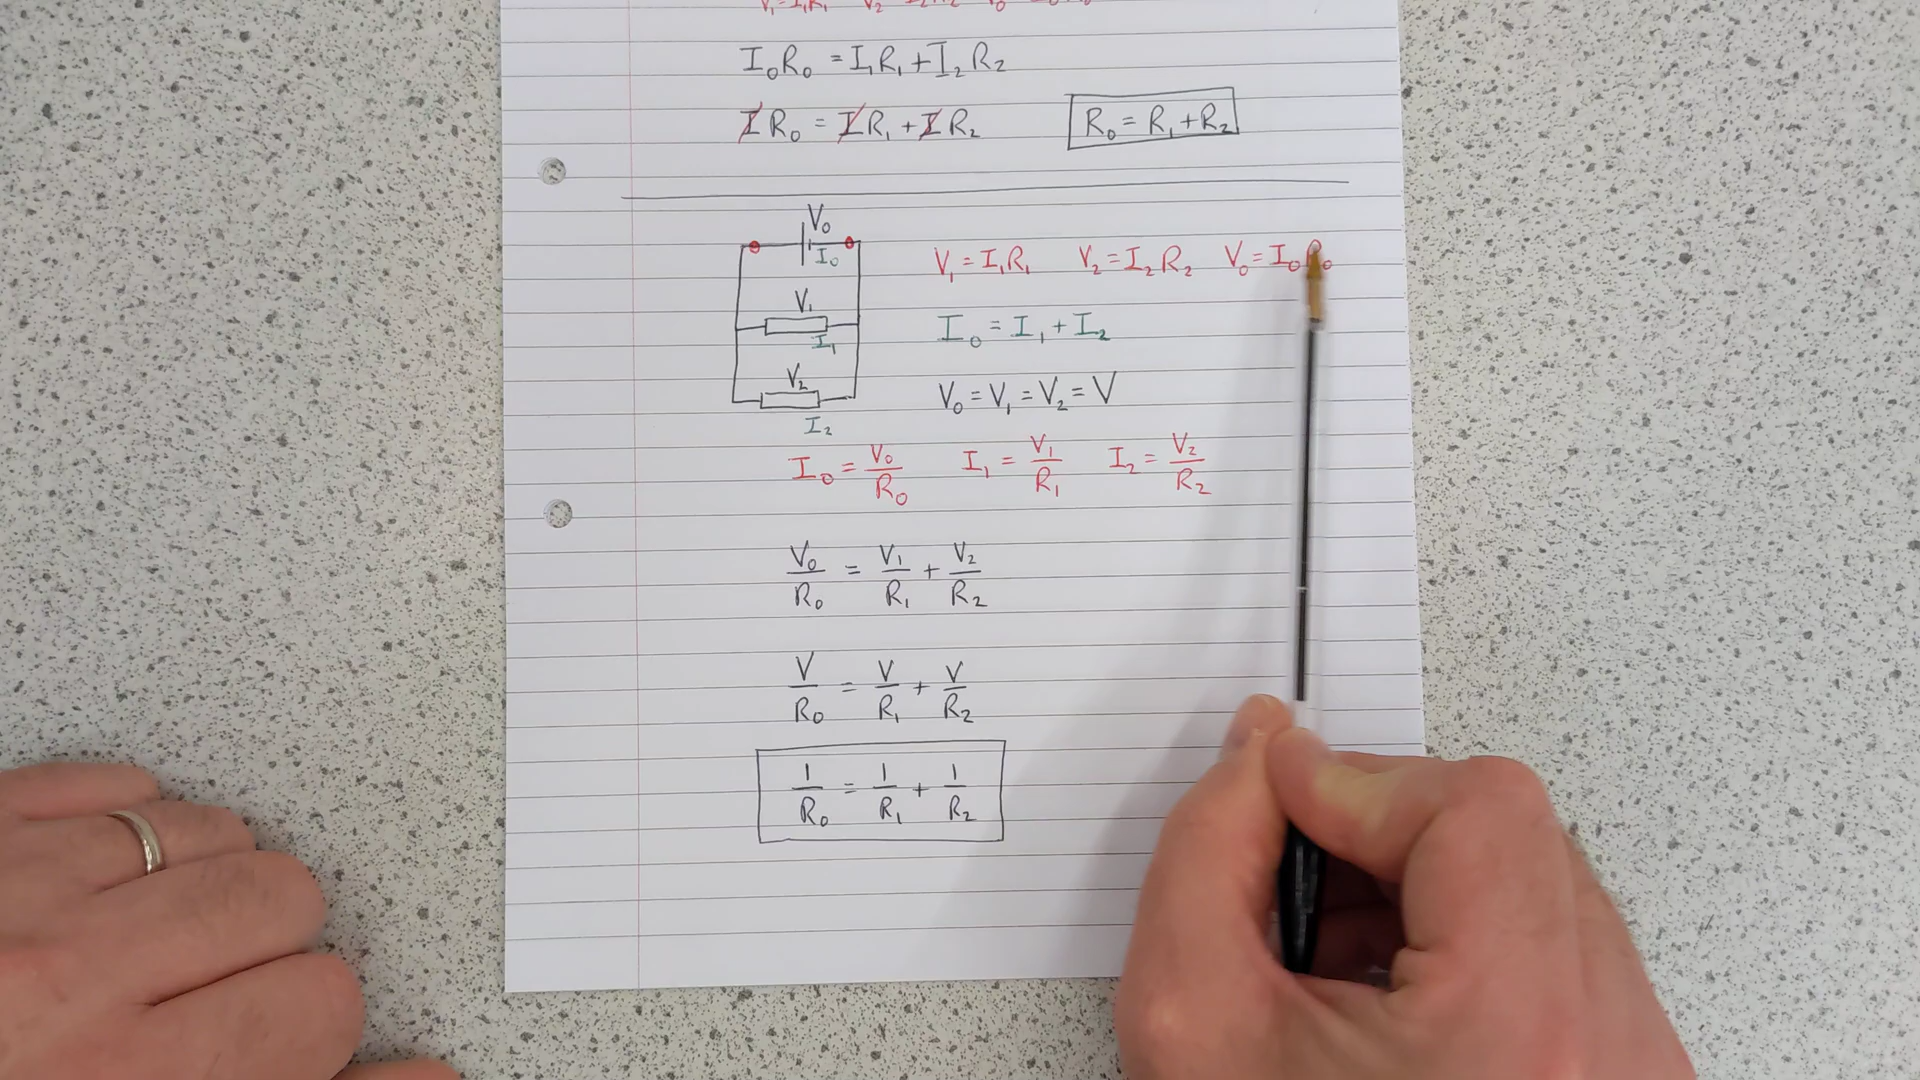 I₀R₀ = I₁R₁ + I₂R₂
IR₀ = IR₁ + IR₂
R₀ = R₁ + R₂
V₀
I₀
V₁
I₁
V₂
I₂
V₁ = I₁R₁ V₂ = I₂R₂ V₀ = I₀R₀
I₀ = I₁ + I₂
V₀ = V₁ = V₂ = V
I₀ = V₀/R₀ I₁ = V₁/R₁ I₂ = V₂/R₂
V₀/R₀ = V₁/R₁ + V₂/R₂
V/R₀ = V/R₁ + V/R₂
1/R₀ = 1/R₁ + 1/R₂